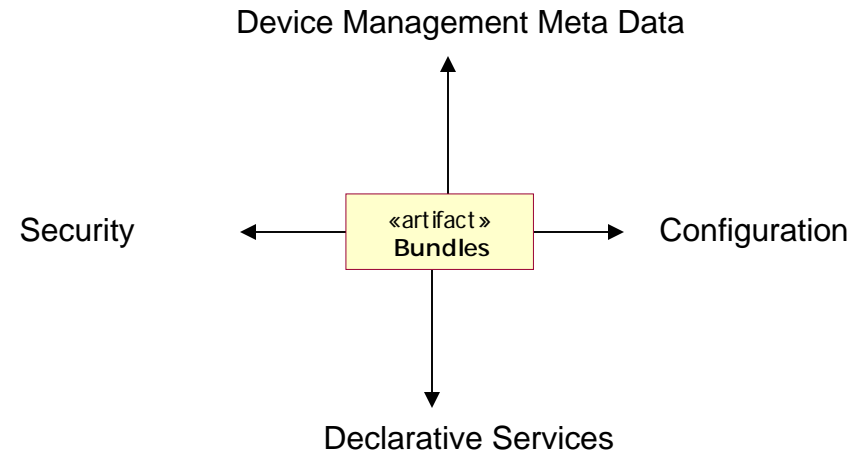 Device Management Meta Data
Security
«artifact»
Bundles
Configuration
Declarative Services